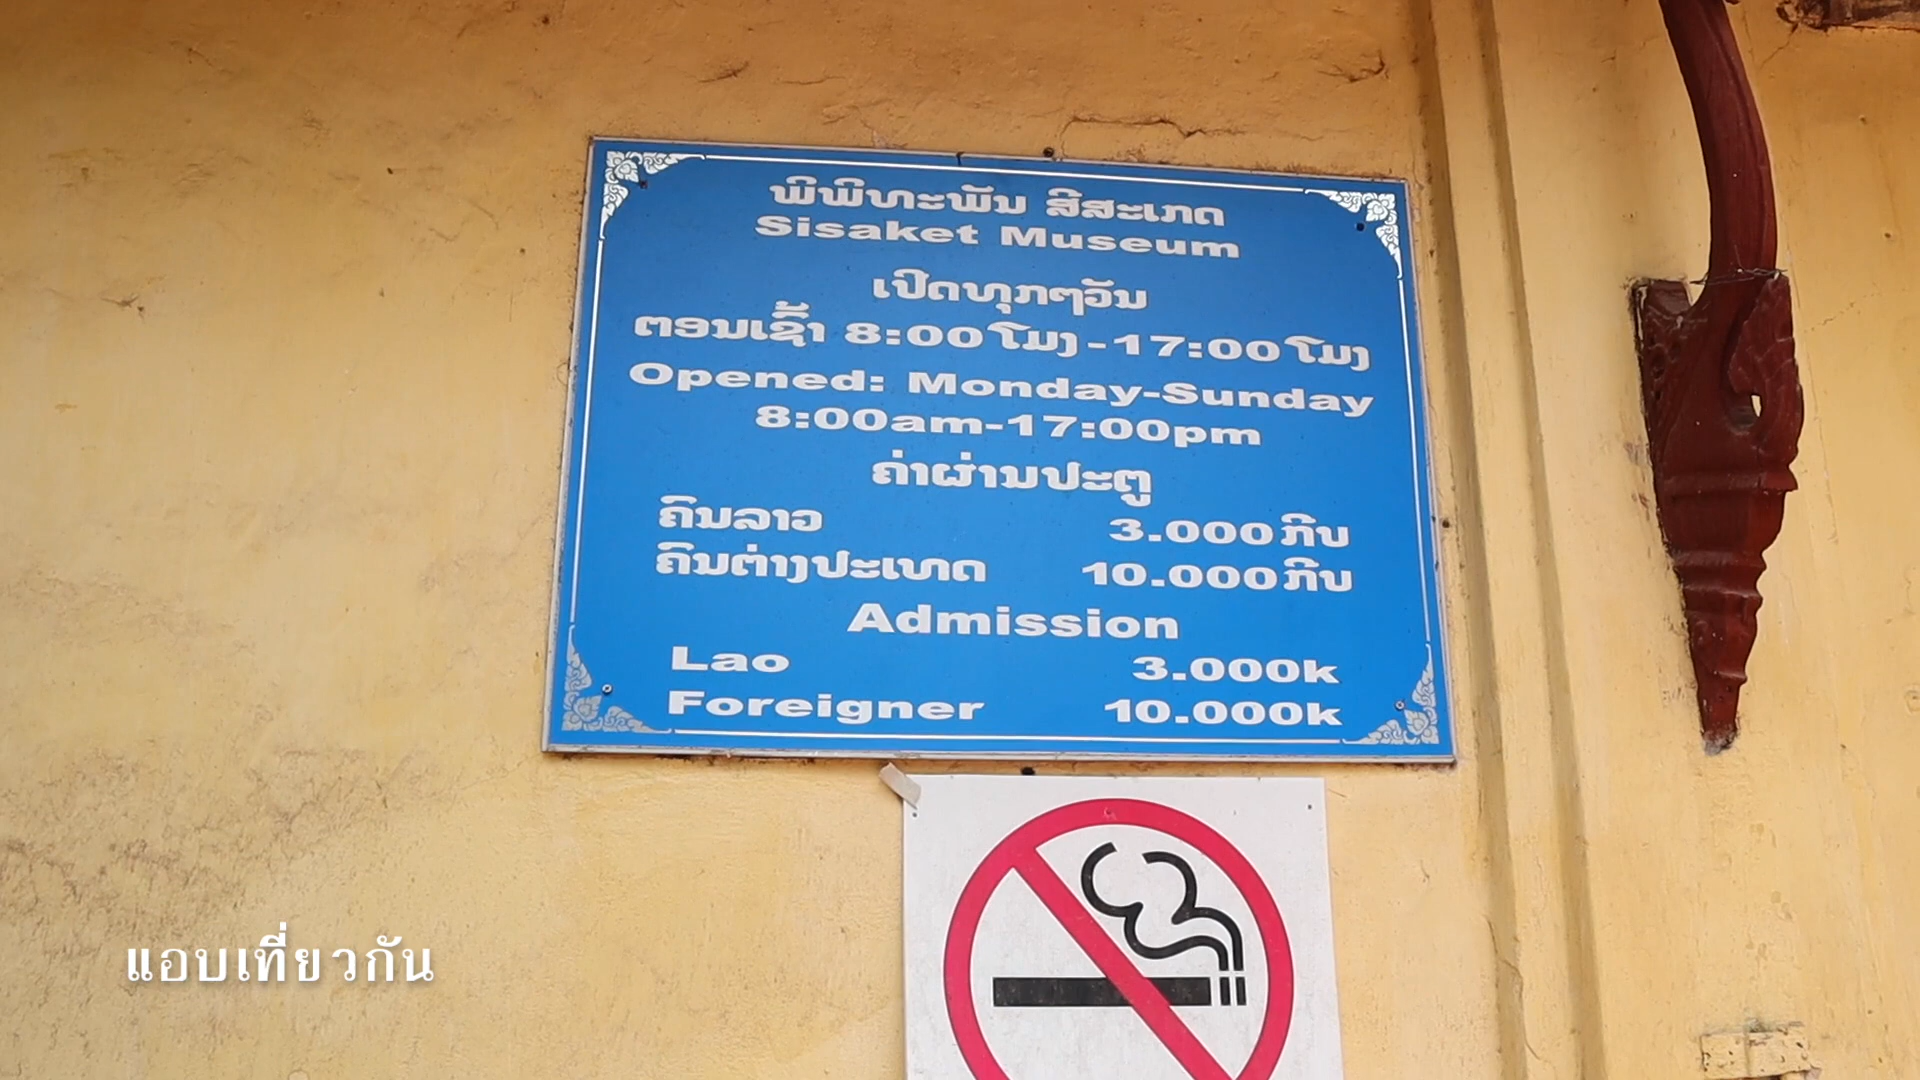 ພິພິທະພັນ ສີສະເກດ
Sisaket Museum
ເປີດທຸກໆວັນ
ຕອນເຊົ້າ 8:00ໂມງ-17:00ໂມງ
Opened: Monday-Sunday
8:00am-17:00pm
ຄ່າຜ່ານປະຕູ
ຄົນລາວ 3.000ກີບ
ຄົນຕ່າງປະເທດ 10.000ກີບ
Admission
Lao 3.000k
Foreigner 10.000k
แอบเที่ยวกัน